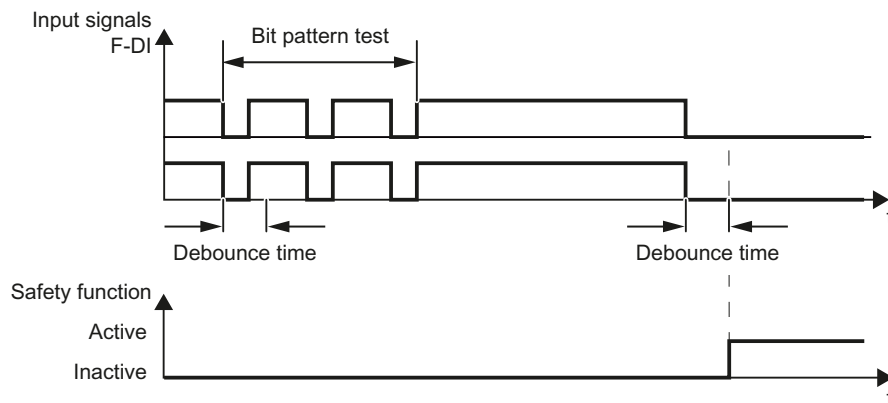 Input signals
F-DI
Bit pattern test
Debounce time
Debounce time
Safety function
Active
Inactive